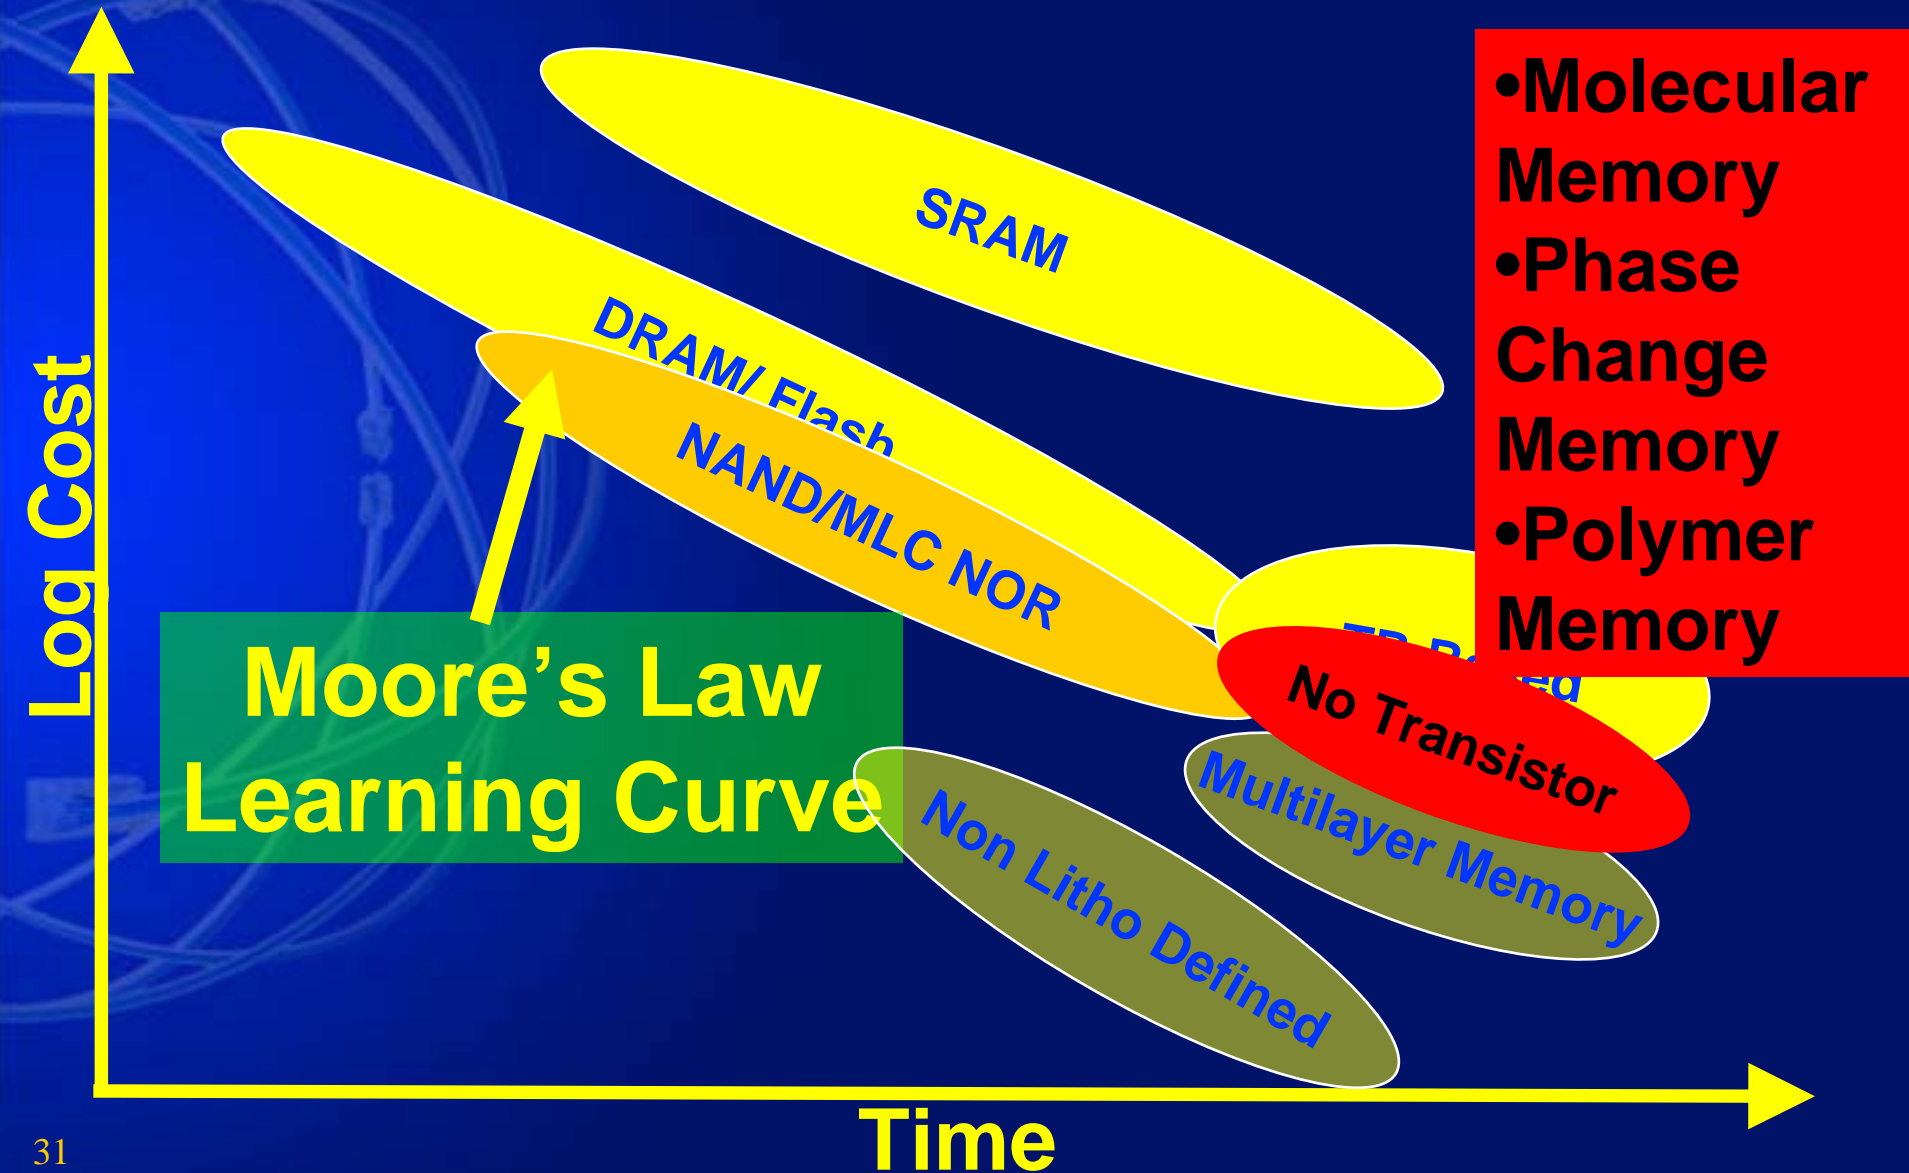 •Molecular
Memory
•Phase
Change
Memory
•Polymer
Memory
SRAM
DRAM/ Flash
NAND/MLC NOR
No Transistor
Multilayer Memory
Non Litho Defined
Moore’s Law
Learning Curve
Log Cost
Time
31